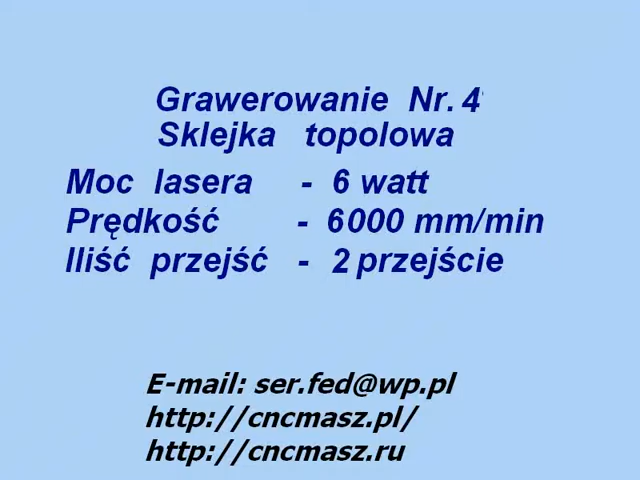 Grawerowanie Nr. 4
Sklejka topolowa
Moc lasera - 6 watt
Prędkość - 6000 mm/min
Iliść przejść - 2 przejście
E-mail: ser.fed@wp.pl
http://cncmasz.pl/
http://cncmasz.ru